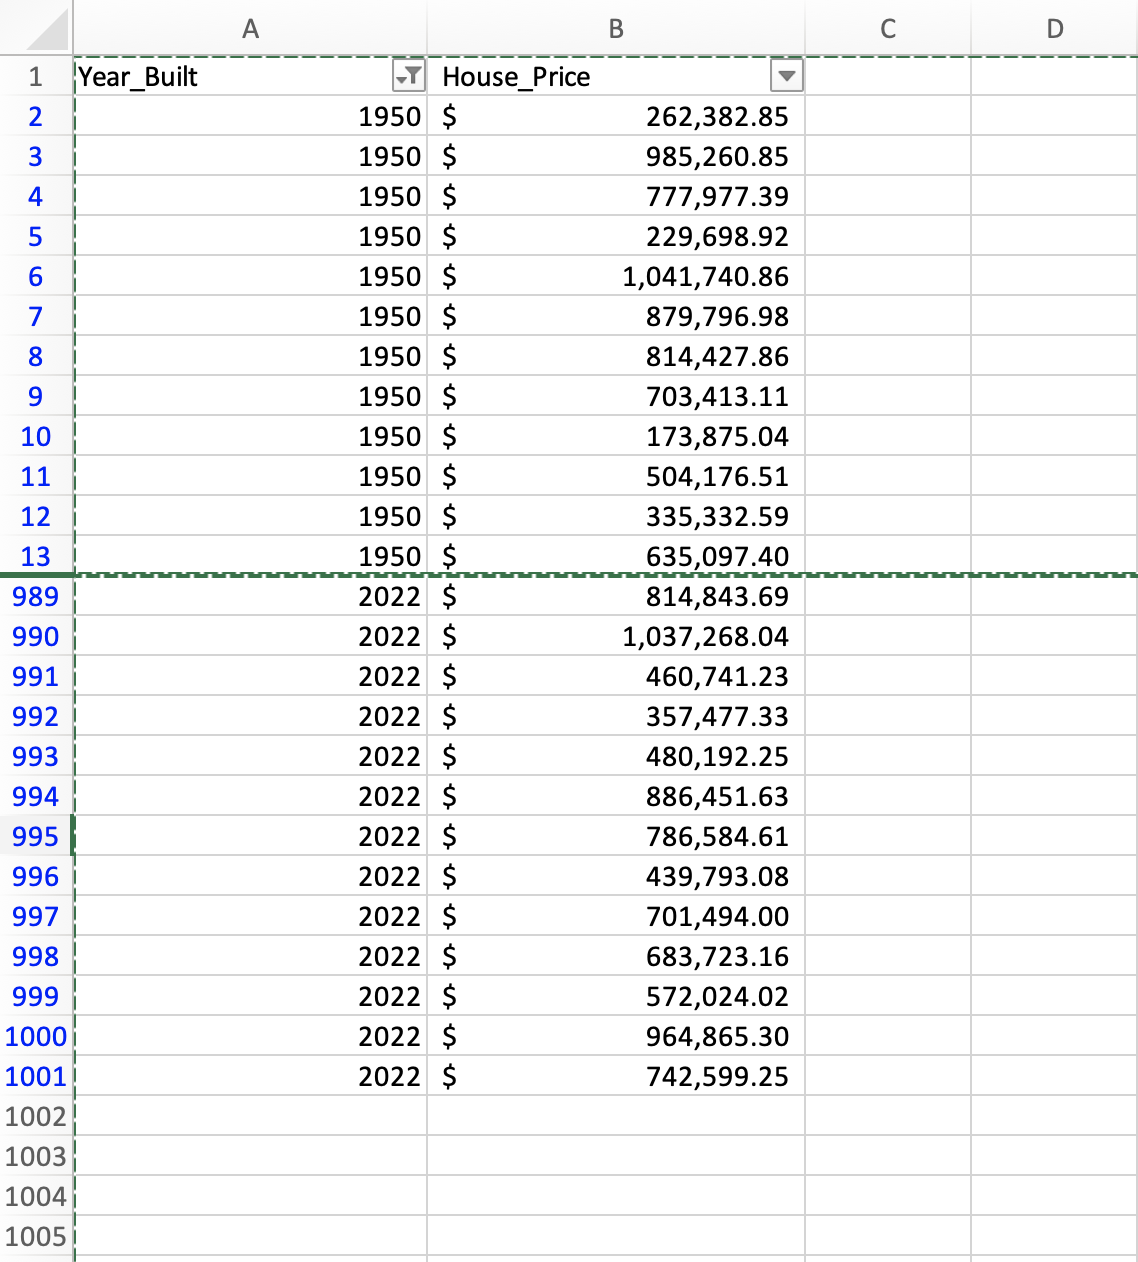 A B C D
1 Year_Built House_Price
2 1950 $ 262,382.85
3 1950 $ 985,260.85
4 1950 $ 777,977.39
5 1950 $ 229,698.92
6 1950 $ 1,041,740.86
7 1950 $ 879,796.98
8 1950 $ 814,427.86
9 1950 $ 703,413.11
10 1950 $ 173,875.04
11 1950 $ 504,176.51
12 1950 $ 335,332.59
13 1950 $ 635,097.40
989 2022 $ 814,843.69
990 2022 $ 1,037,268.04
991 2022 $ 460,741.23
992 2022 $ 357,477.33
993 2022 $ 480,192.25
994 2022 $ 886,451.63
995 2022 $ 786,584.61
996 2022 $ 439,793.08
997 2022 $ 701,494.00
998 2022 $ 683,723.16
999 2022 $ 572,024.02
1000 2022 $ 964,865.30
1001 2022 $ 742,599.25
1002
1003
1004
1005